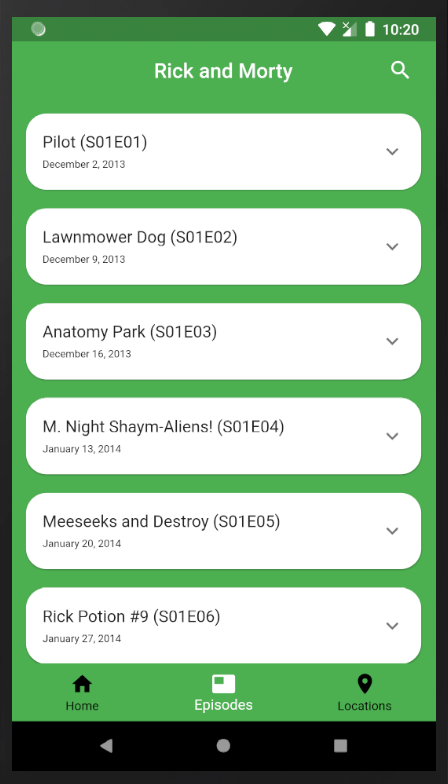 10:20
Rick and Morty
Pilot (S01E01)
December 2, 2013
Lawnmower Dog (S01E02)
December 9, 2013
Anatomy Park (S01E03)
December 16, 2013
M. Night Shaym-Aliens! (S01E04)
January 13, 2014
Meeseeks and Destroy (S01E05)
January 20, 2014
Rick Potion #9 (S01E06)
January 27, 2014
Home Episodes Locations